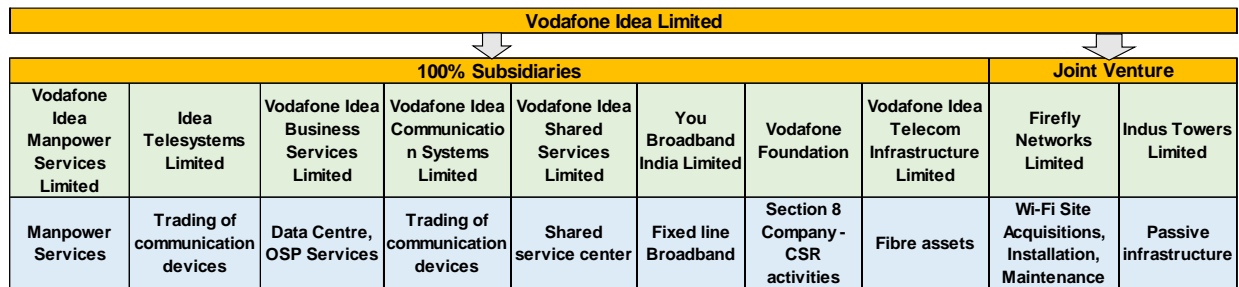 Vodafone Idea Limited
100% Subsidiaries
Joint Venture
Vodafone
Idea
Manpower
Services
Limited
Idea
Telesystems
Limited
Vodafone Idea
Business
Services
Limited
Vodafone Idea
Communicatio
n Systems
Limited
Vodafone Idea
Shared
Services
Limited
You
Broadband
India Limited
Vodafone
Foundation
Vodafone Idea
Telecom
Infrastructure
Limited
Firefly
Networks
Limited
Indus Towers
Limited
Manpower
Services
Trading of
communication
devices
Data Centre,
OSP Services
Trading of
communication
devices
Shared
service center
Fixed line
Broadband
Section 8
Company -
CSR
activities
Fibre assets
Wi-Fi Site
Acquisitions,
Installation,
Maintenance
Passive
infrastructure